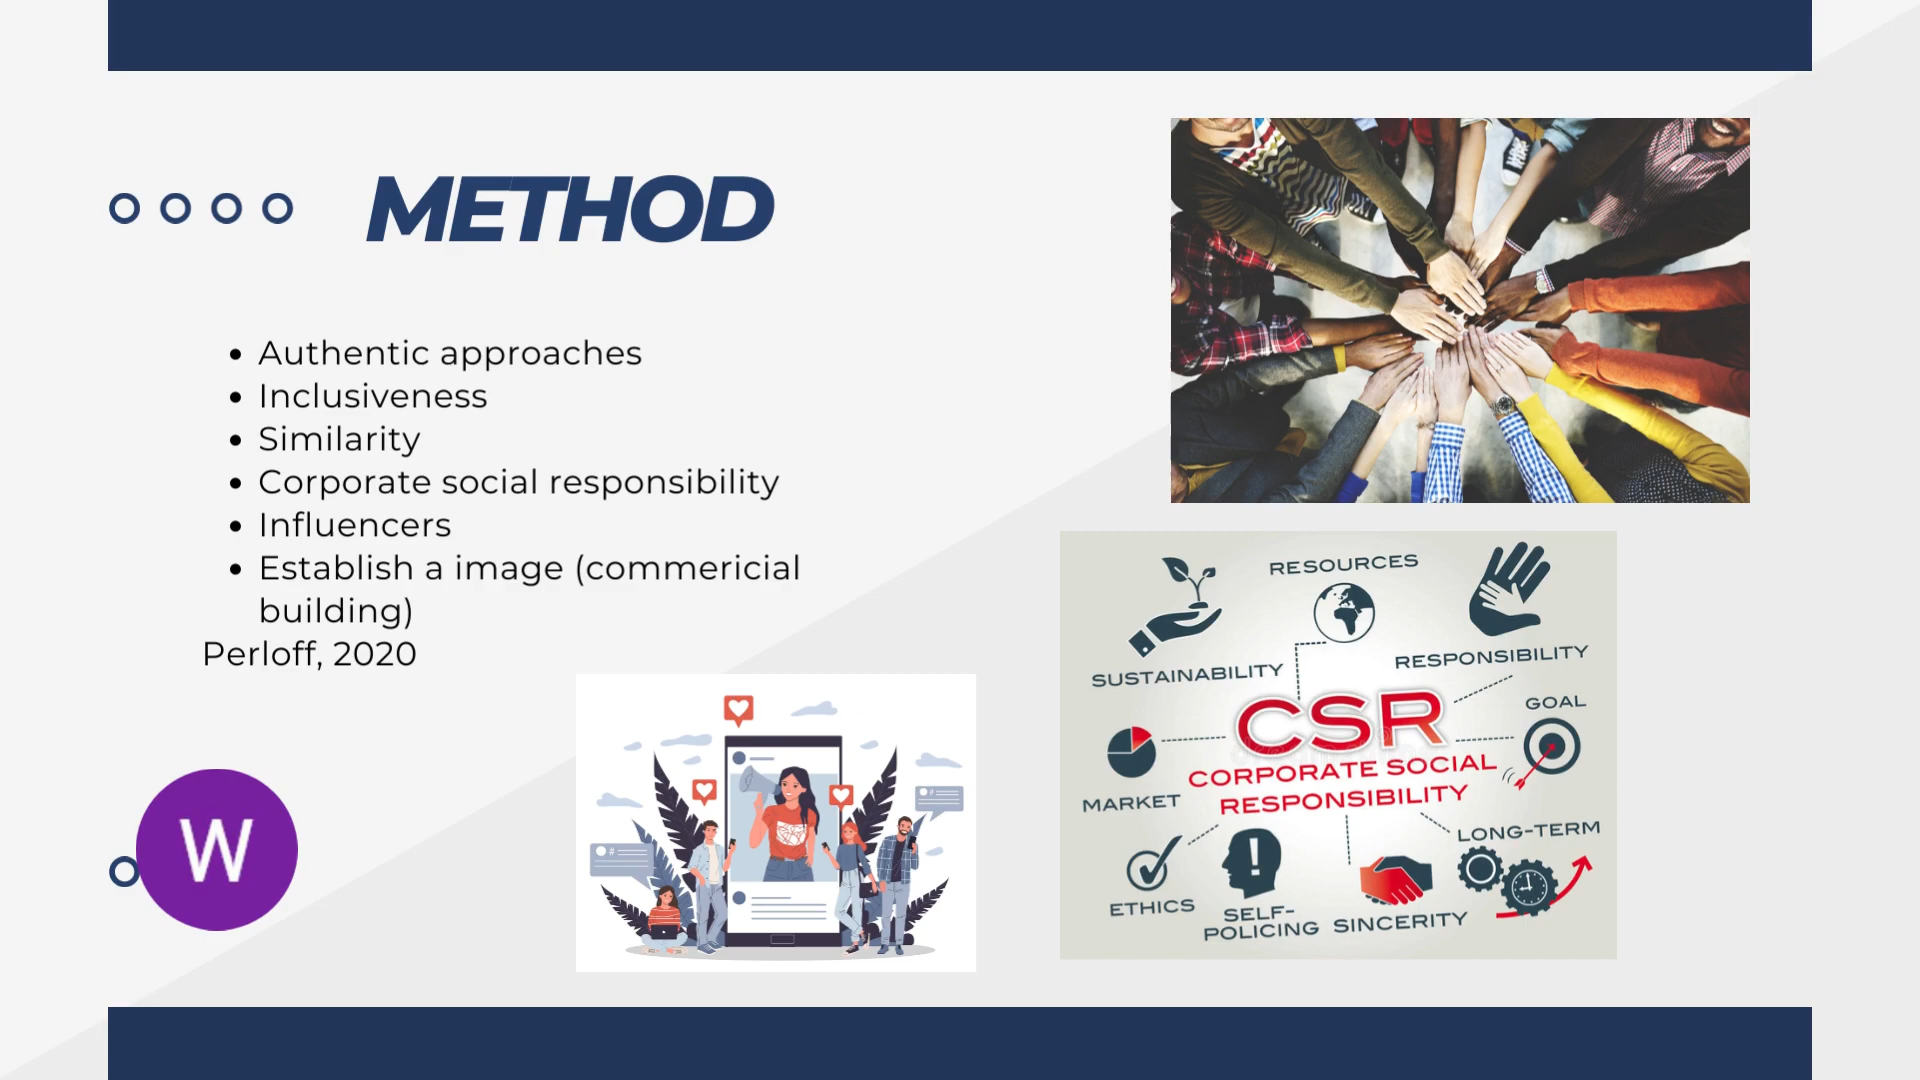 METHOD
Authentic approaches
Inclusiveness
Similarity
Corporate social responsibility
Influencers
Establish a image (commericial
building)
Perloff, 2020
W
RESOURCES
SUSTAINABILITY
RESPONSIBILITY
GOAL
CSR
CORPORATE SOCIAL
RESPONSIBILITY
MARKET
LONG-TERM
ETHICS
SELF-
POLICING
SINCERITY
#
#